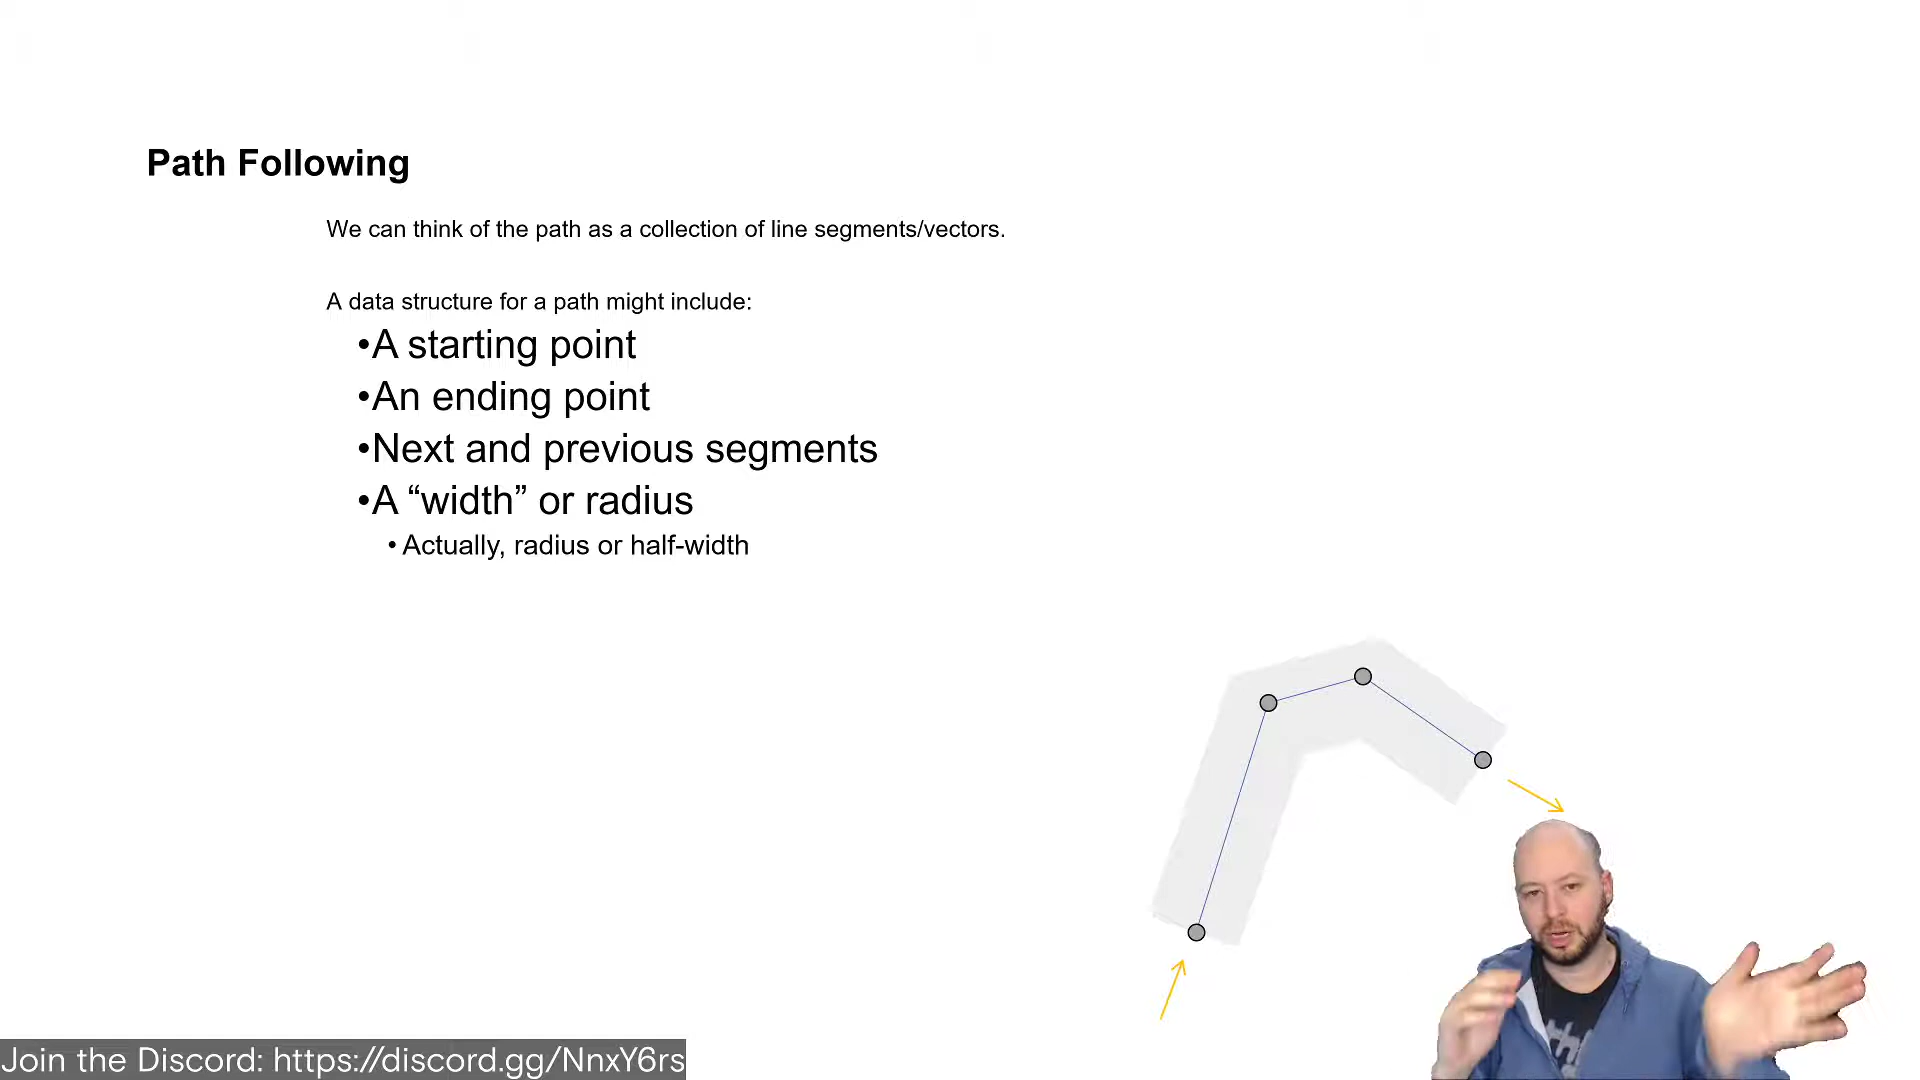 Path Following
We can think of the path as a collection of line segments/vectors.
A data structure for a path might include:
•A starting point
•An ending point
•Next and previous segments
•A “width” or radius
• Actually, radius or half-width
Join the Discord: https://discord.gg/NnxY6rs